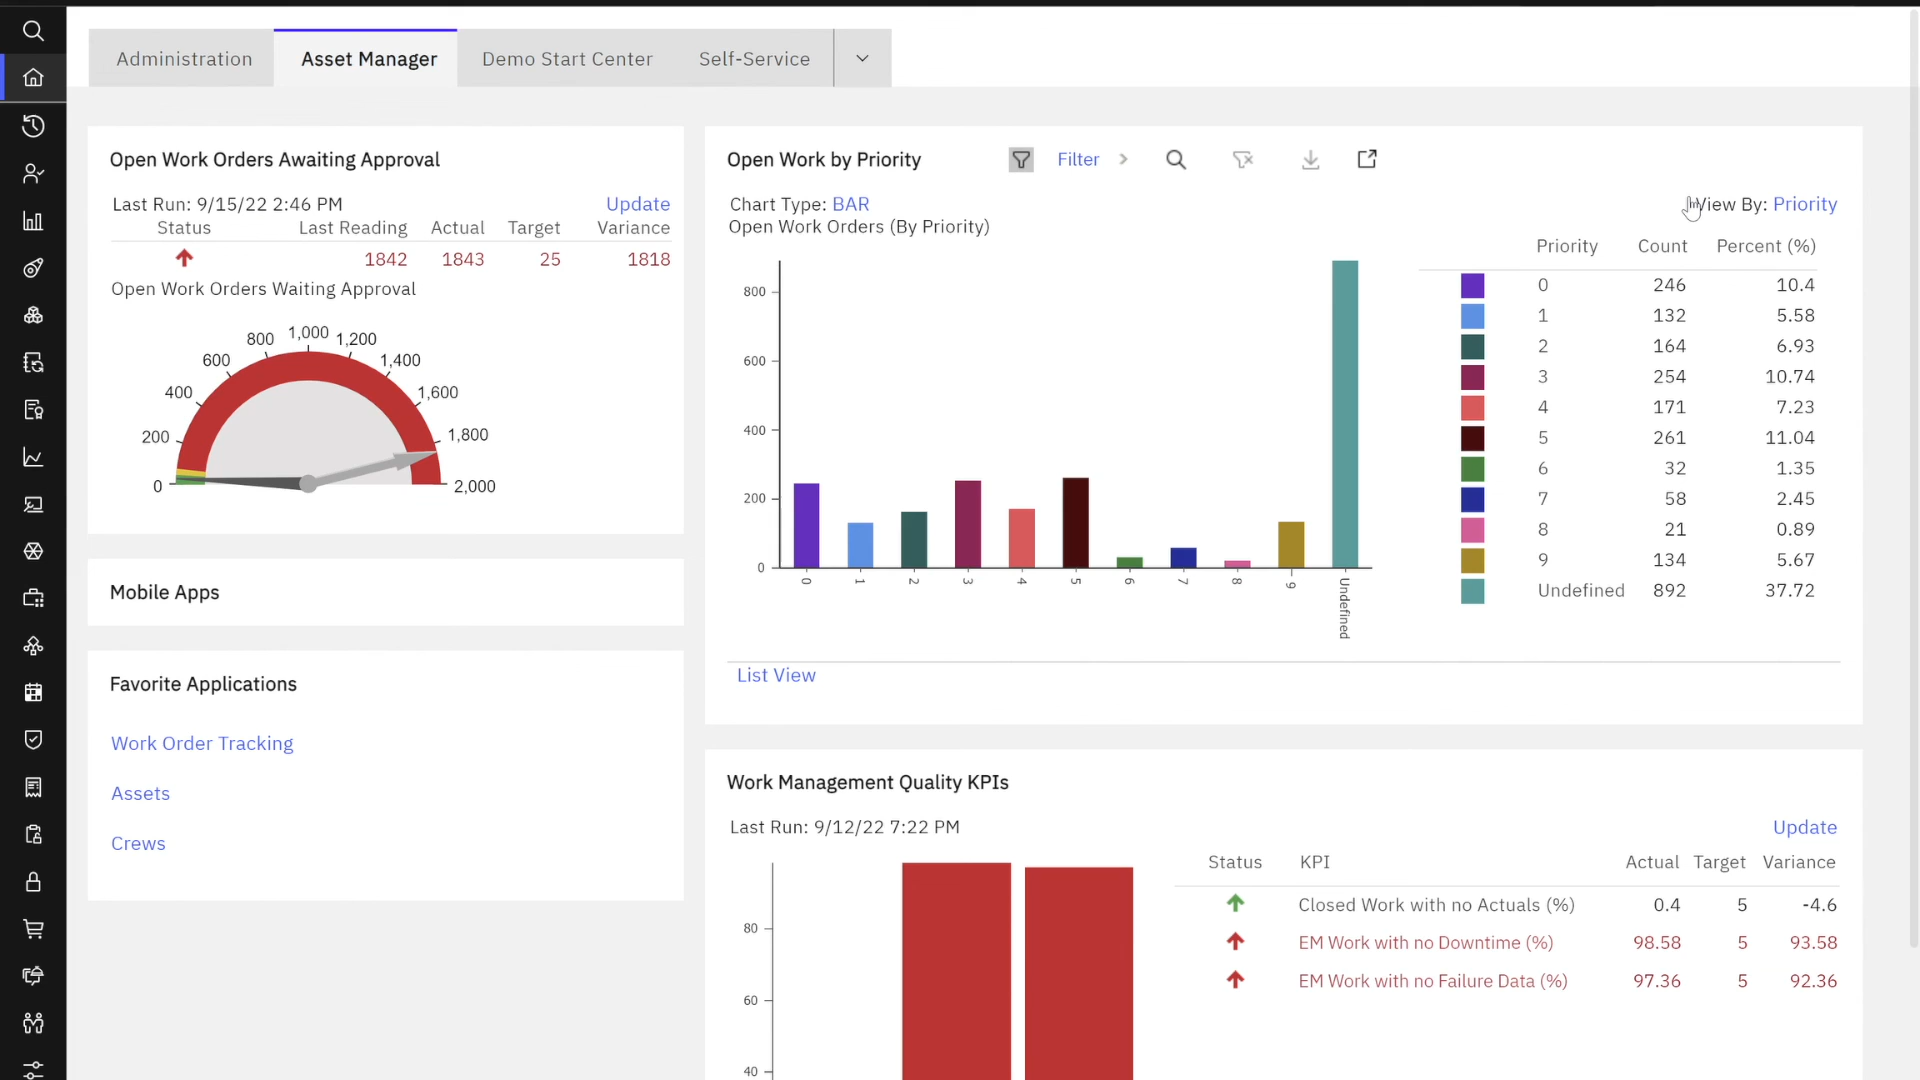 Administration Asset Manager Demo Start Center Self-Service
Open Work Orders Awaiting Approval
Last Run: 9/15/22 2:46 PM Update
Status Last Reading Actual Target Variance
1842 1843 25 1818
Open Work Orders Waiting Approval
0 200 400 600 800 1,000 1,200 1,400 1,600 1,800 2,000
Mobile Apps
Favorite Applications
Work Order Tracking
Assets
Crews
Open Work by Priority Filter
Chart Type: BAR View By: Priority
Open Work Orders (By Priority)
800
600
400
200
0
0 1 2 3 4 5 6 7 8 9 Undefined
Priority Count Percent (%)
0 246 10.4
1 132 5.58
2 164 6.93
3 254 10.74
4 171 7.23
5 261 11.04
6 32 1.35
7 58 2.45
8 21 0.89
9 134 5.67
Undefined 892 37.72
List View
Work Management Quality KPIs
Last Run: 9/12/22 7:22 PM Update
80
60
40
Status KPI Actual Target Variance
Closed Work with no Actuals (%) 0.4 5 -4.6
EM Work with no Downtime (%) 98.58 5 93.58
EM Work with no Failure Data (%) 97.36 5 92.36